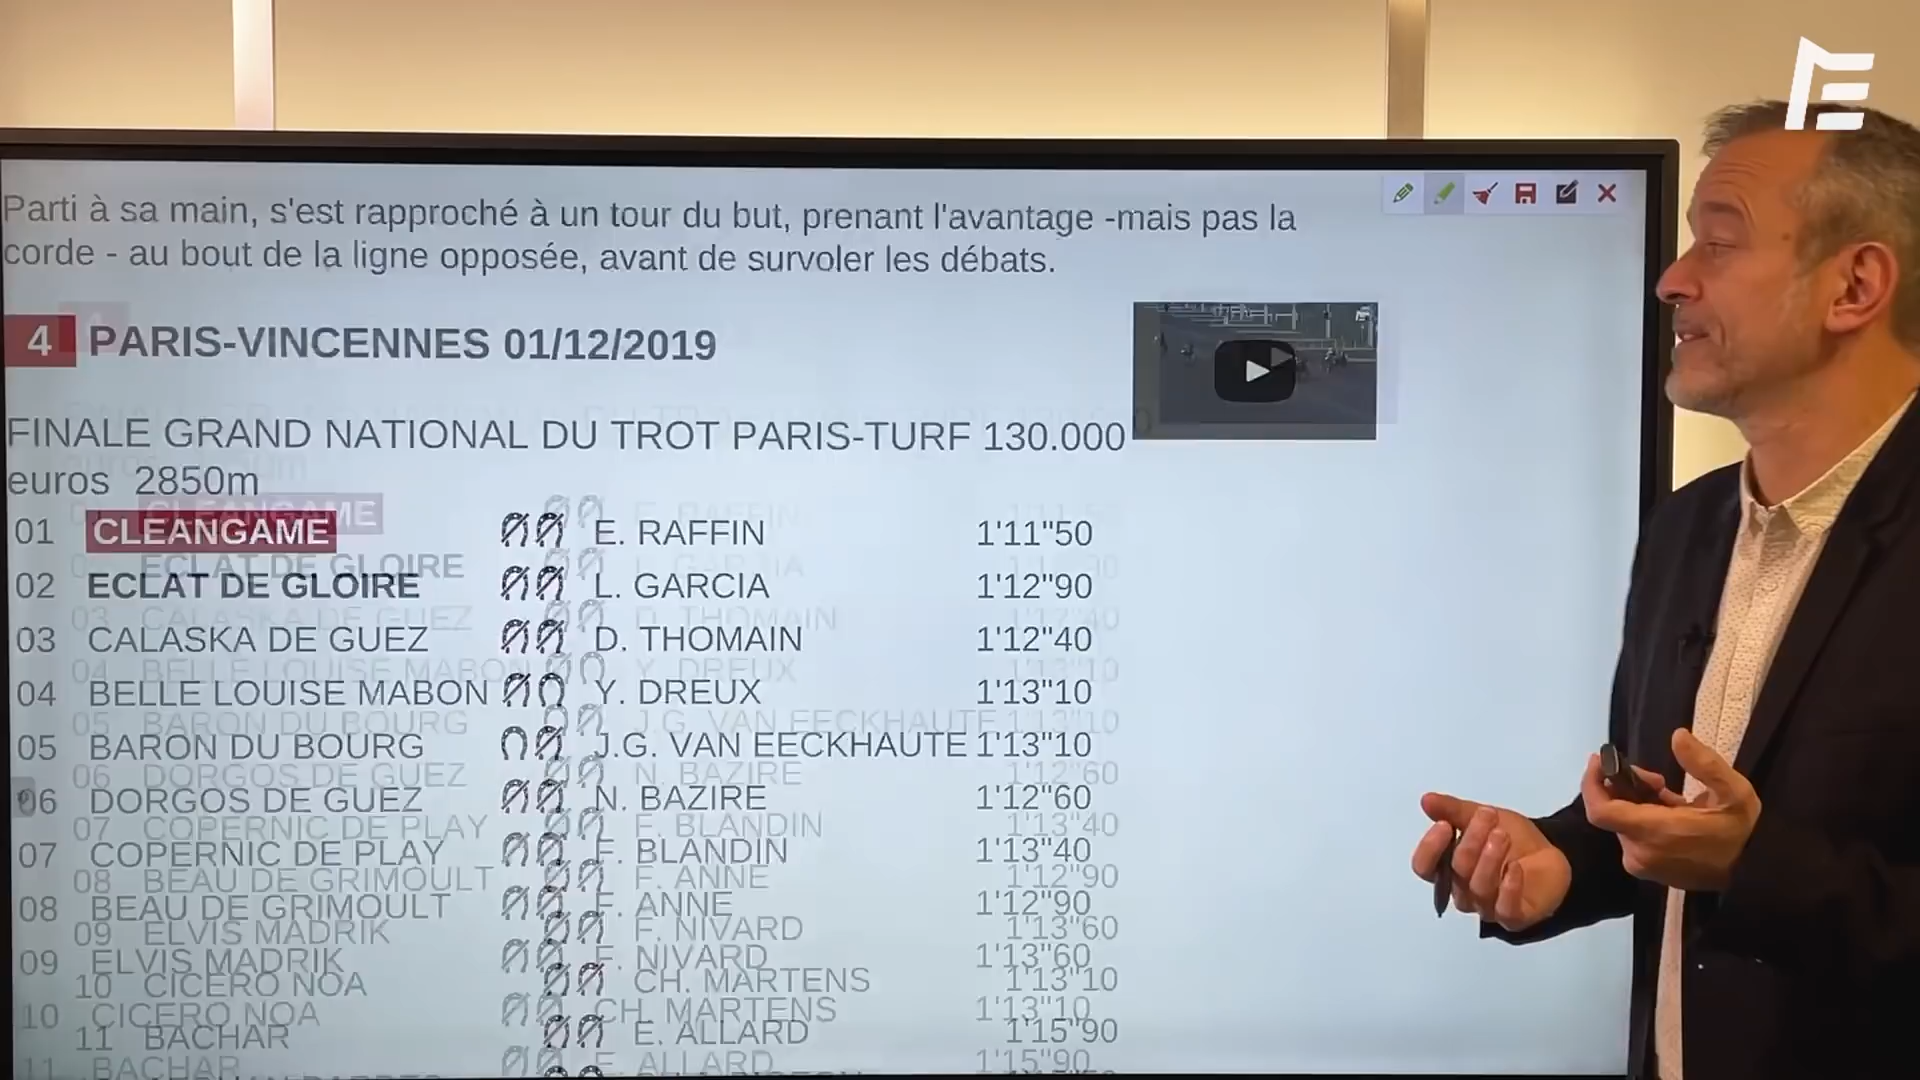 Parti à sa main, s'est rapproché à un tour du but, prenant l'avantage -mais pas la
corde - au bout de la ligne opposée, avant de survoler les débats.
4 PARIS-VINCENNES 01/12/2019
FINALE GRAND NATIONAL DU TROT PARIS-TURF 130.000
euros 2850m
01 CLEANGAME E. RAFFIN 1'11"50
02 ECLAT DE GLOIRE L. GARCIA 1'12"90
03 CALASKA DE GUEZ D. THOMAIN 1'12"40
04 BELLE LOUISE MABON Y. DREUX 1'13"10
05 BARON DU BOURG J.G. VAN EECKHAUTE 1'13"10
06 DORGOS DE GUEZ N. BAZIRE 1'12"60
07 COPERNIC DE PLAY F. BLANDIN 1'13"40
08 BEAU DE GRIMOULT F. ANNE 1'12"90
09 ELVIS MADRIK F. NIVARD 1'13"60
10 CICERO NOA CH. MARTENS 1'13"10
11 BACHAR E. ALLARD 1'15"90